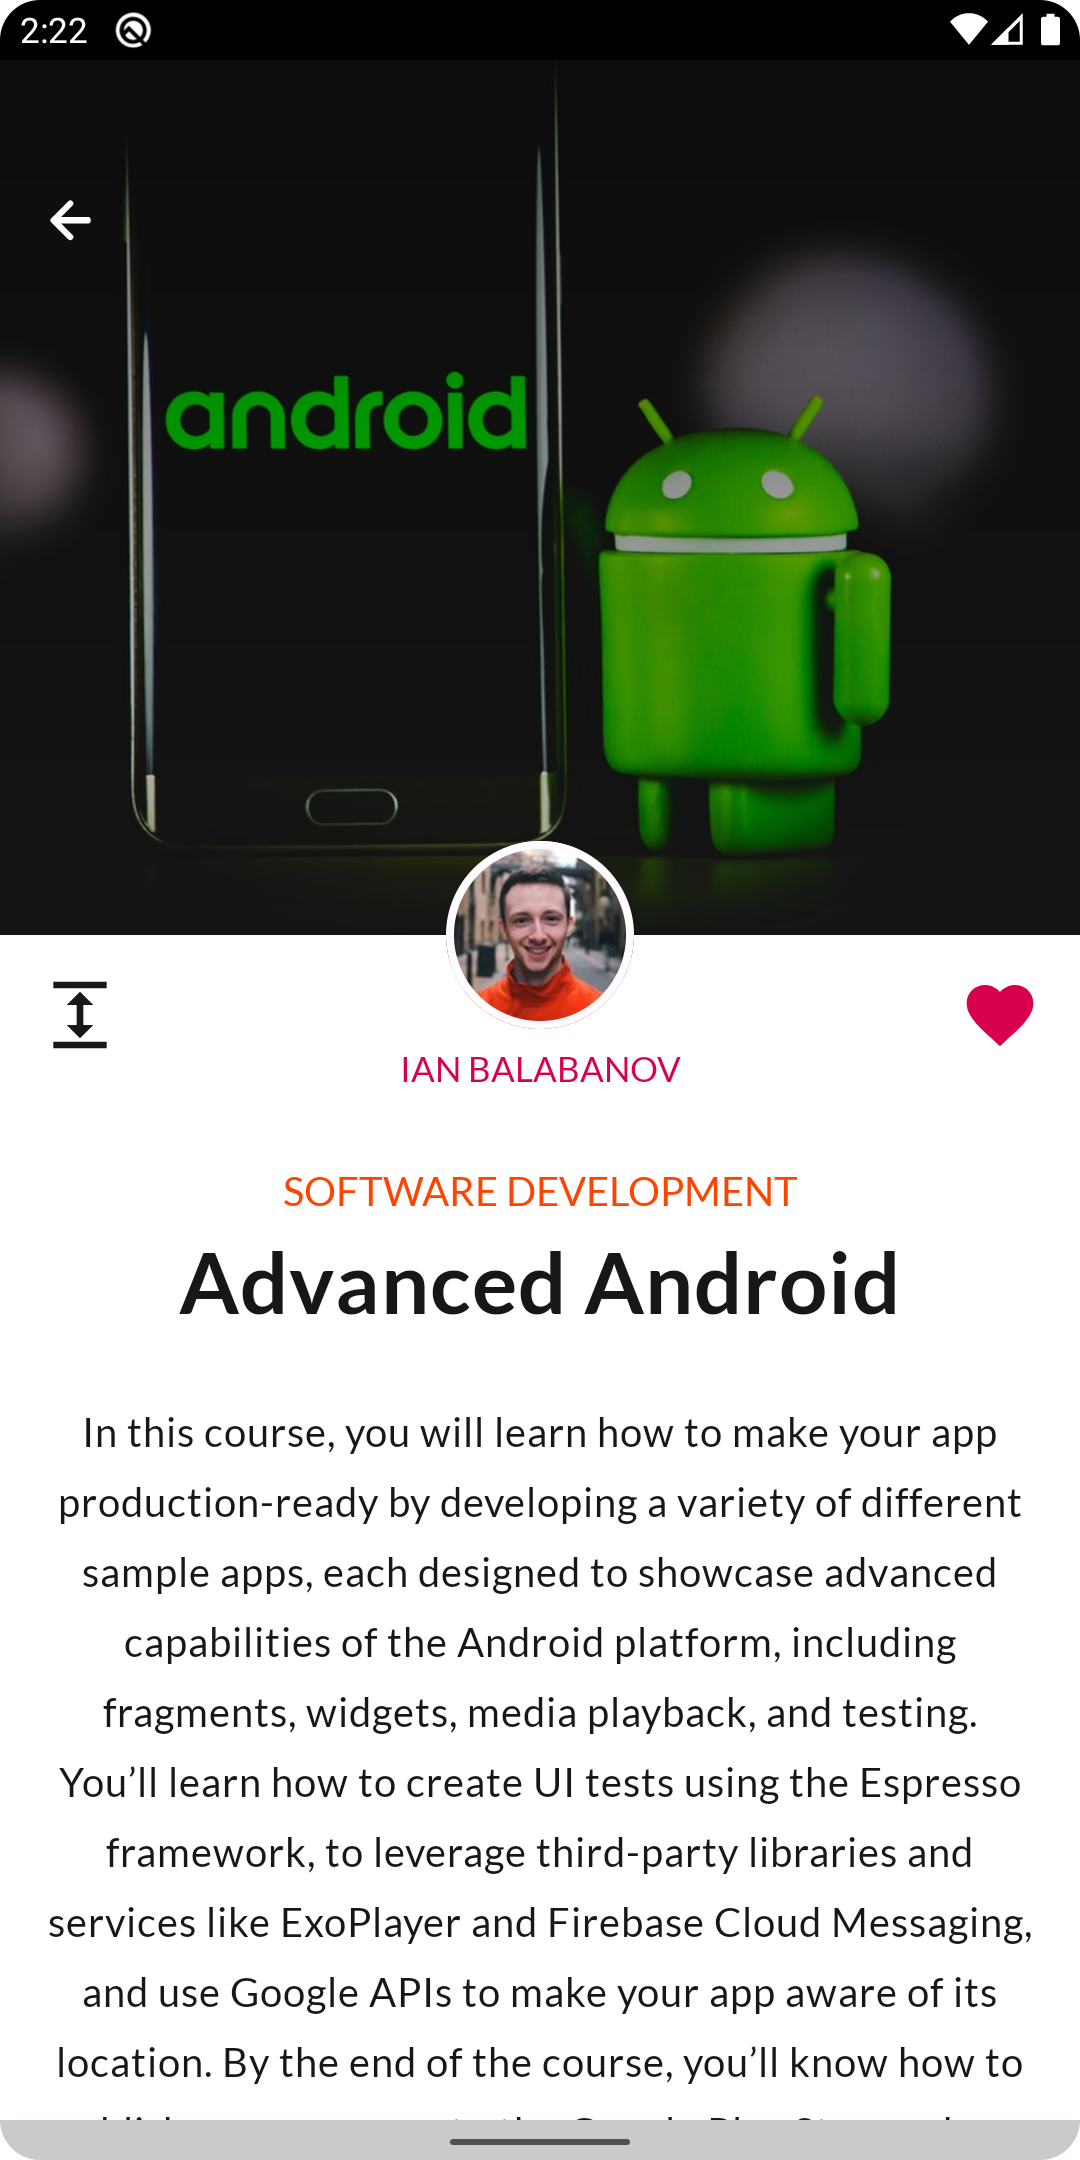 2:22
android
IAN BALABANOV
SOFTWARE DEVELOPMENT
Advanced Android
In this course, you will learn how to make your app
production-ready by developing a variety of different
sample apps, each designed to showcase advanced
capabilities of the Android platform, including
fragments, widgets, media playback, and testing.
You’ll learn how to create UI tests using the Espresso
framework, to leverage third-party libraries and
services like ExoPlayer and Firebase Cloud Messaging,
and use Google APIs to make your app aware of its
location. By the end of the course, you’ll know how to